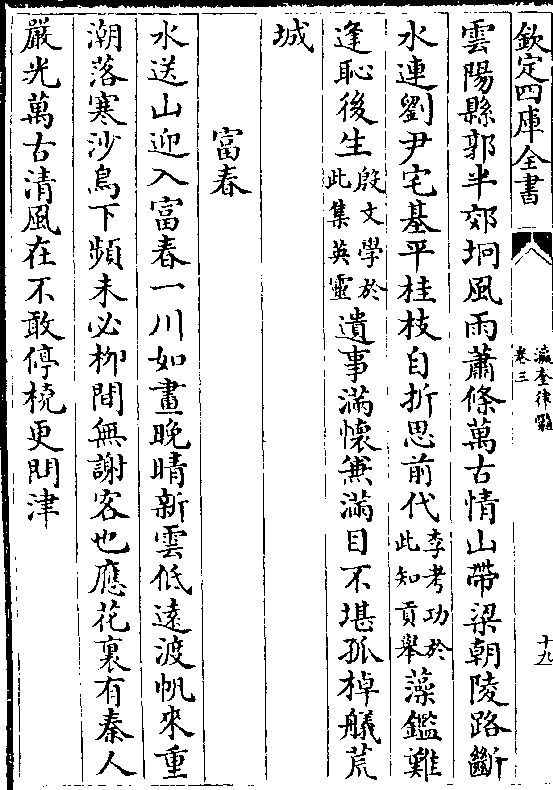 欽定四庫全書
瀛奎律髓
卷三
十九
雲陽縣郭半郊坰風雨蕭條萬古情山帶梁朝陵路斷
水連劉尹宅基平桂枝自折思前代李考功於此知貢舉藻鑑難
逢恥後生殷文學於此集英靈遺事滿懷兼滿目不堪孤棹艤荒
城
富春
水送山迎入富春一川如畫晚晴新雲低遠渡帆來重
潮落寒沙鳥下頻未必栁間無謝客也應花裏有秦人
嚴光萬古清風在不敢停橈更問津